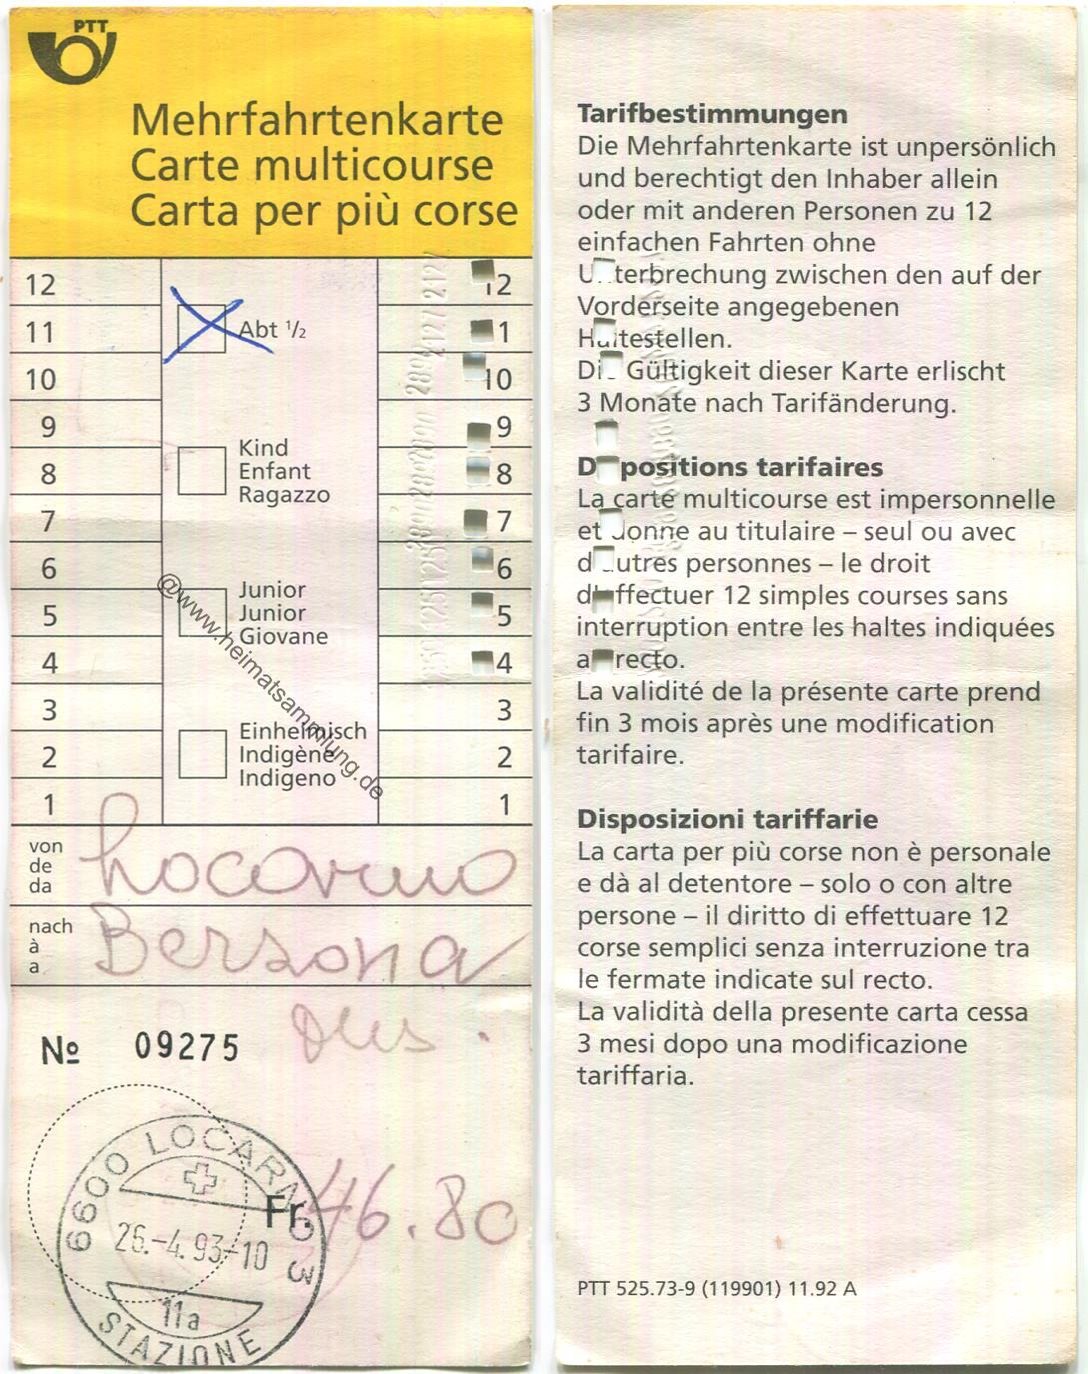 PTT
Mehrfahrtenkarte
Carte multicourse
Carta per più corse
12 12
11 Abt ½ 11
10 10
9 9
Kind
8 Enfant 8
Ragazzo
7 7
6 6
Junior
5 Junior 5
Giovane
4 4
3 3
Einheimisch
2 Indigène 2
Indigeno
1 1
@www.heimatsammlung.de
von
de
da
Locarno
nach
à
a
Bersona
Nº 09275
Fr. 46.80
6600 LOCARNO 3
26.-4.93-10
11a
STAZIONE
Tarifbestimmungen
Die Mehrfahrtenkarte ist unpersönlich
und berechtigt den Inhaber allein
oder mit anderen Personen zu 12
einfachen Fahrten ohne
Unterbrechung zwischen den auf der
Vorderseite angegebenen
Haltestellen.
Die Gültigkeit dieser Karte erlischt
3 Monate nach Tarifänderung.
Dispositions tarifaires
La carte multicourse est impersonnelle
et donne au titulaire – seul ou avec
d'autres personnes – le droit
d'effectuer 12 simples courses sans
interruption entre les haltes indiquées
au recto.
La validité de la présente carte prend
fin 3 mois après une modification
tarifaire.
Disposizioni tariffarie
La carta per più corse non è personale
e dà al detentore – solo o con altre
persone – il diritto di effettuare 12
corse semplici senza interruzione tra
le fermate indicate sul recto.
La validità della presente carta cessa
3 mesi dopo una modificazione
tariffaria.
PTT 525.73-9 (119901) 11.92 A